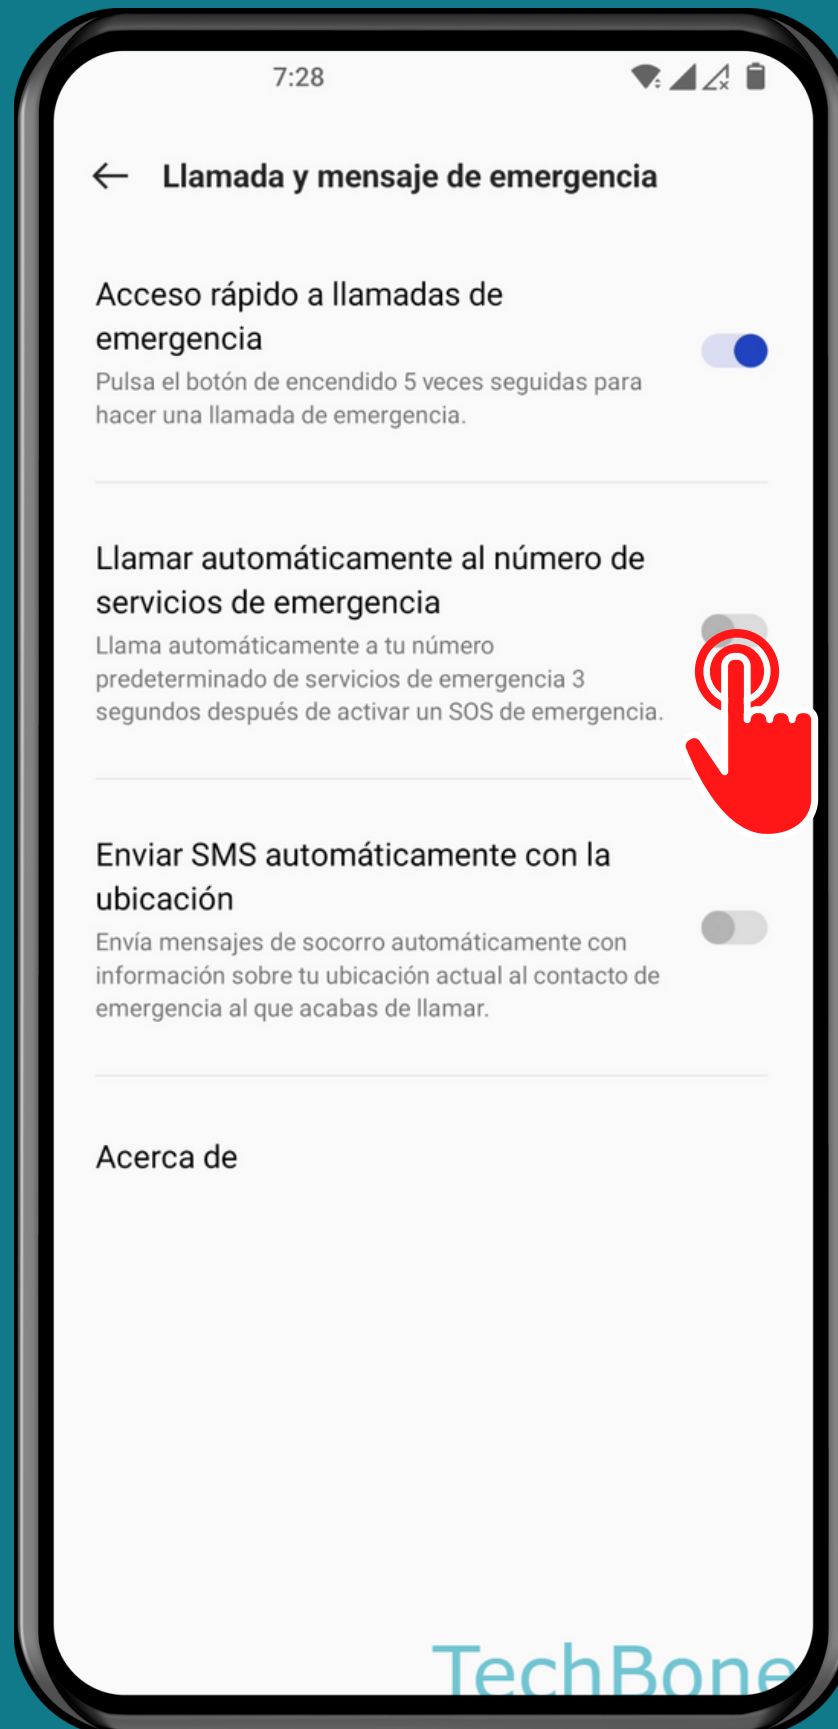 7:28
Llamada y mensaje de emergencia
Acceso rápido a llamadas de
emergencia
Pulsa el botón de encendido 5 veces seguidas para
hacer una llamada de emergencia.
Llamar automáticamente al número de
servicios de emergencia
Llama automáticamente a tu número
predeterminado de servicios de emergencia 3
segundos después de activar un SOS de emergencia.
Enviar SMS automáticamente con la
ubicación
Envía mensajes de socorro automáticamente con
información sobre tu ubicación actual al contacto de
emergencia al que acabas de llamar.
Acerca de
TechBone